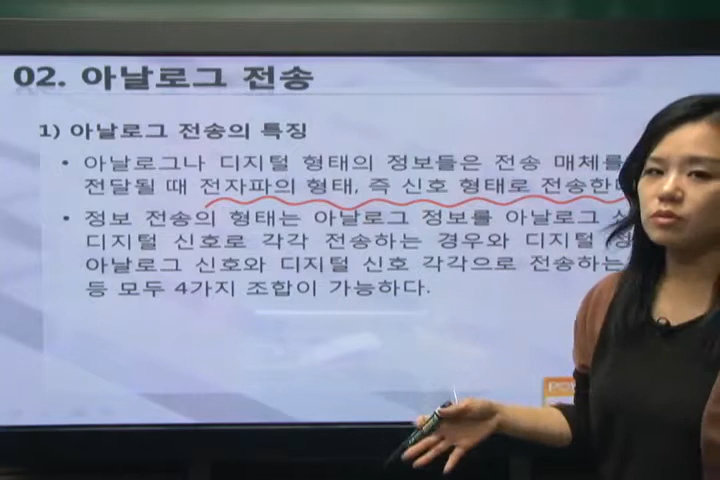 02. 아날로그 전송
1) 아날로그 전송의 특징
• 아날로그나 디지털 형태의 정보들은 전송 매체를
전달될 때 전자파의 형태, 즉 신호 형태로
• 정보 전송의 형태는 아날로그 정보를 아날로그
디지털 신호로 각각 전송하는 경우와 디지털
아날로그 신호와 디지털 신호 각각으로 전송하는
등 모두 4가지 조합이 가능하다.